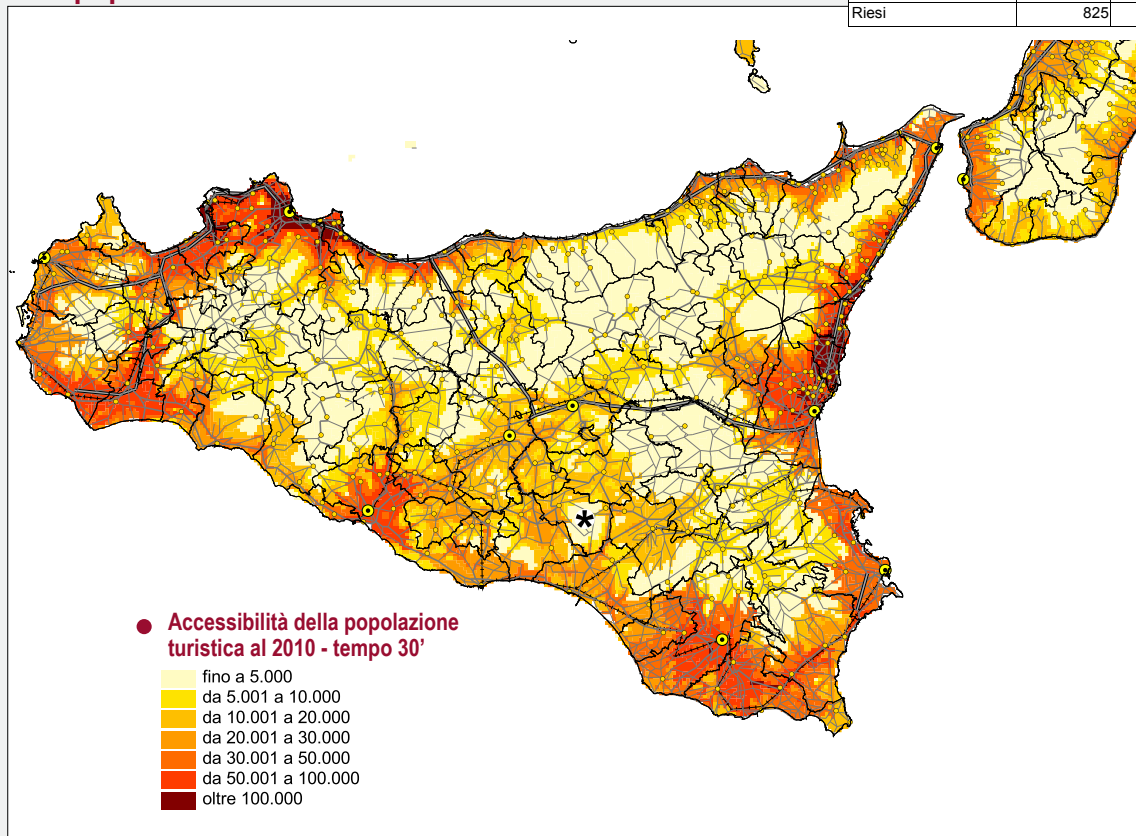 Riesi 825
*
Accessibilità della popolazione
turistica al 2010 - tempo 30'
fino a 5.000
da 5.001 a 10.000
da 10.001 a 20.000
da 20.001 a 30.000
da 30.001 a 50.000
da 50.001 a 100.000
oltre 100.000